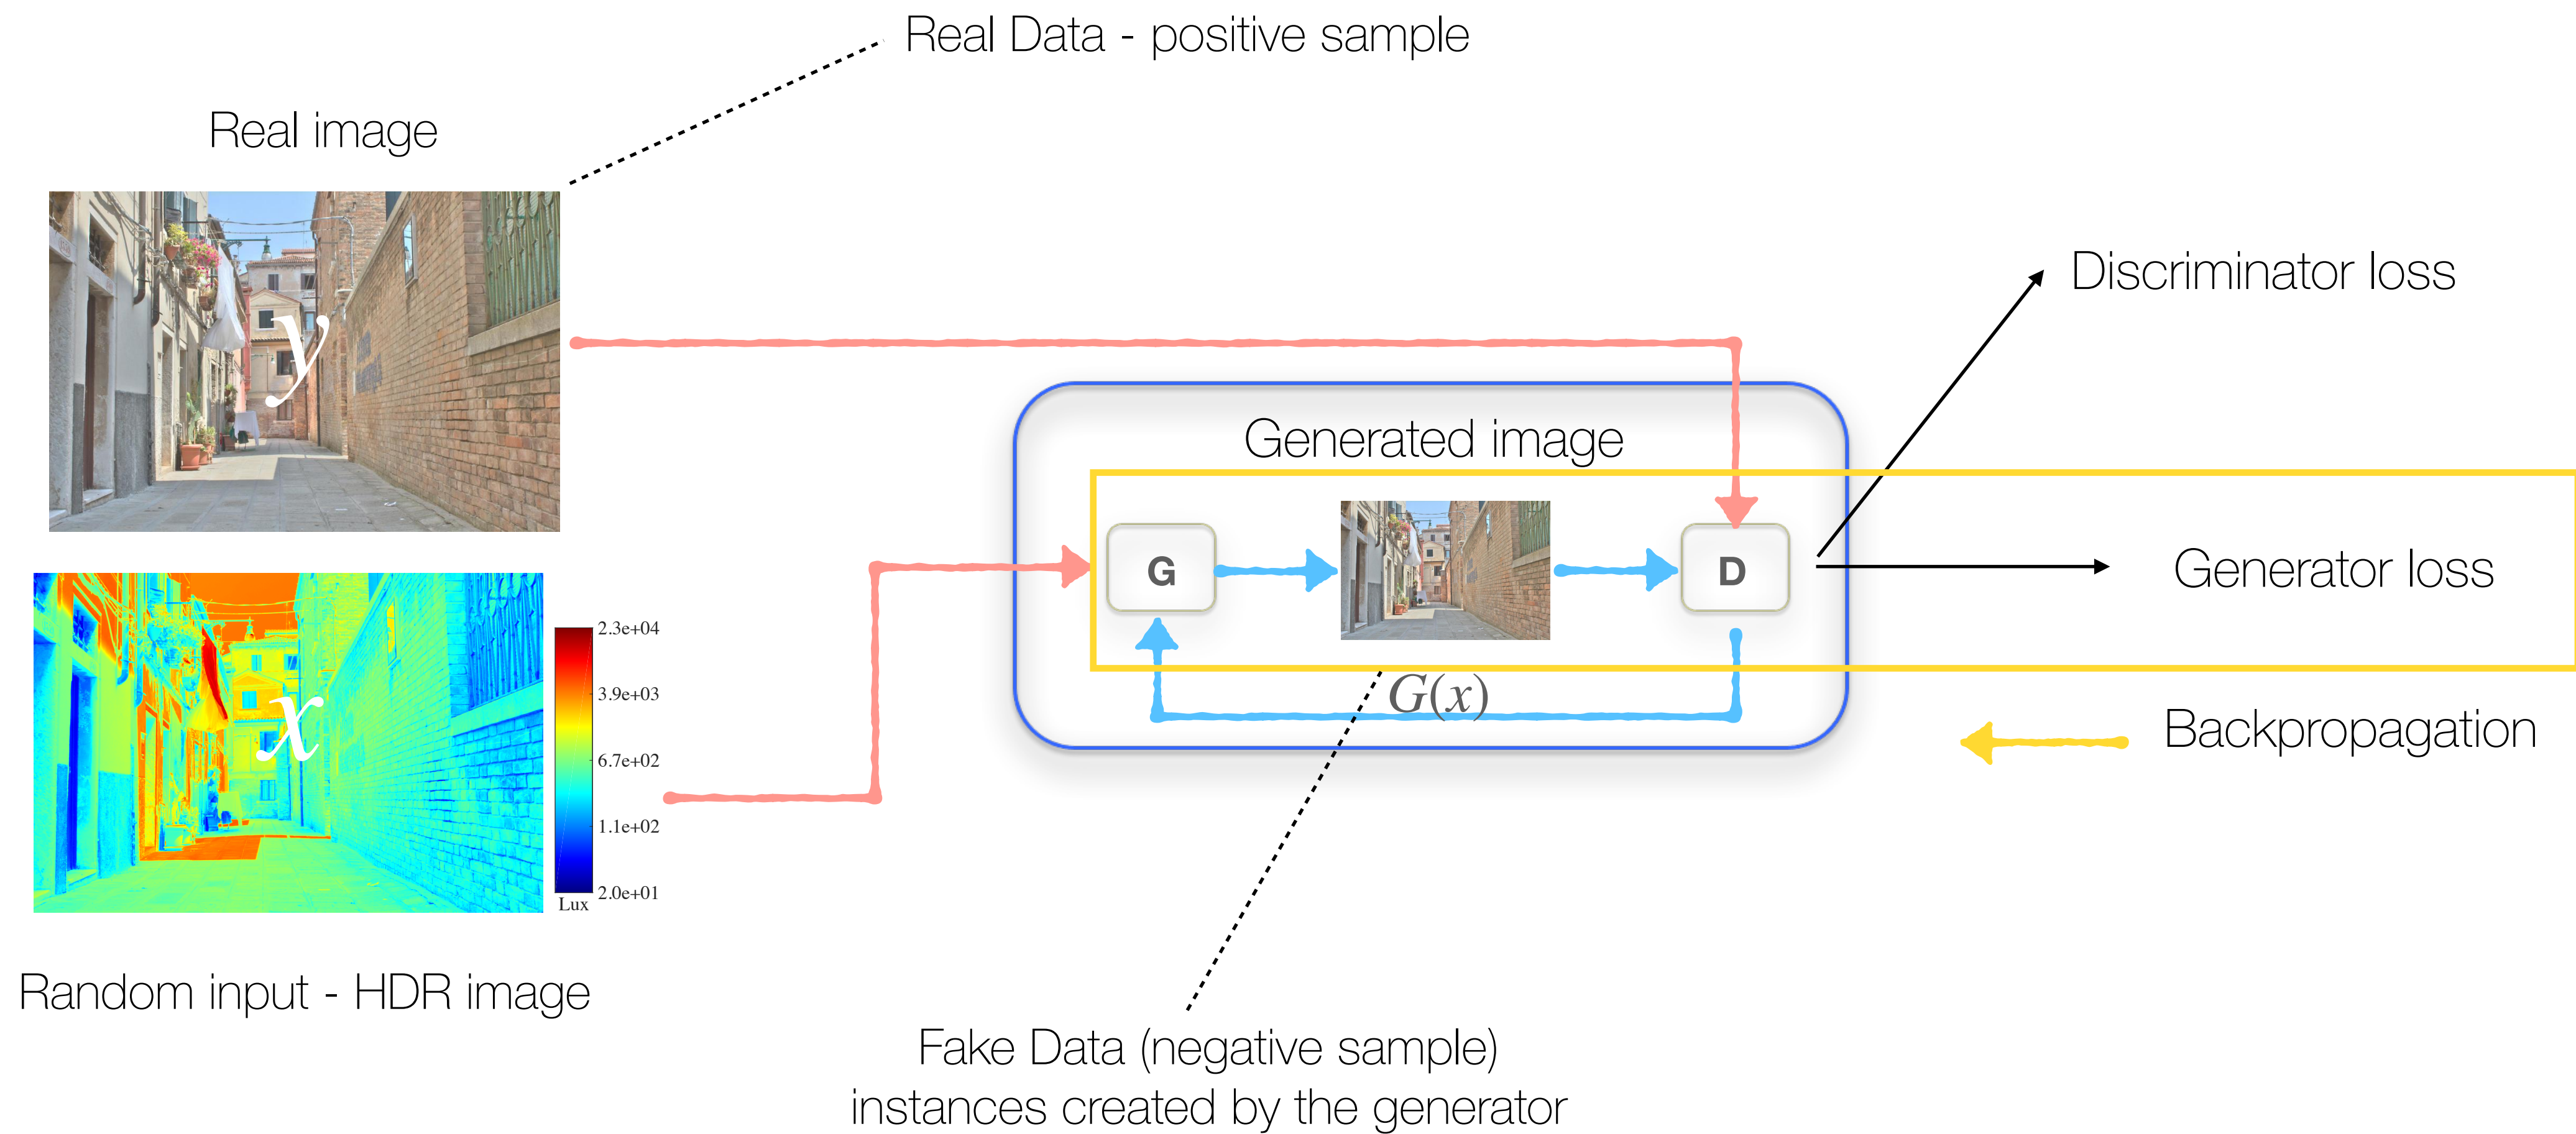 Real Data - positive sample
Real image
y
Discriminator loss
Generated image
G
D
Generator loss
2.3e+04
3.9e+03
6.7e+02
1.1e+02
2.0e+01
Lux
x
G(x)
Backpropagation
Random input - HDR image
Fake Data (negative sample)
instances created by the generator